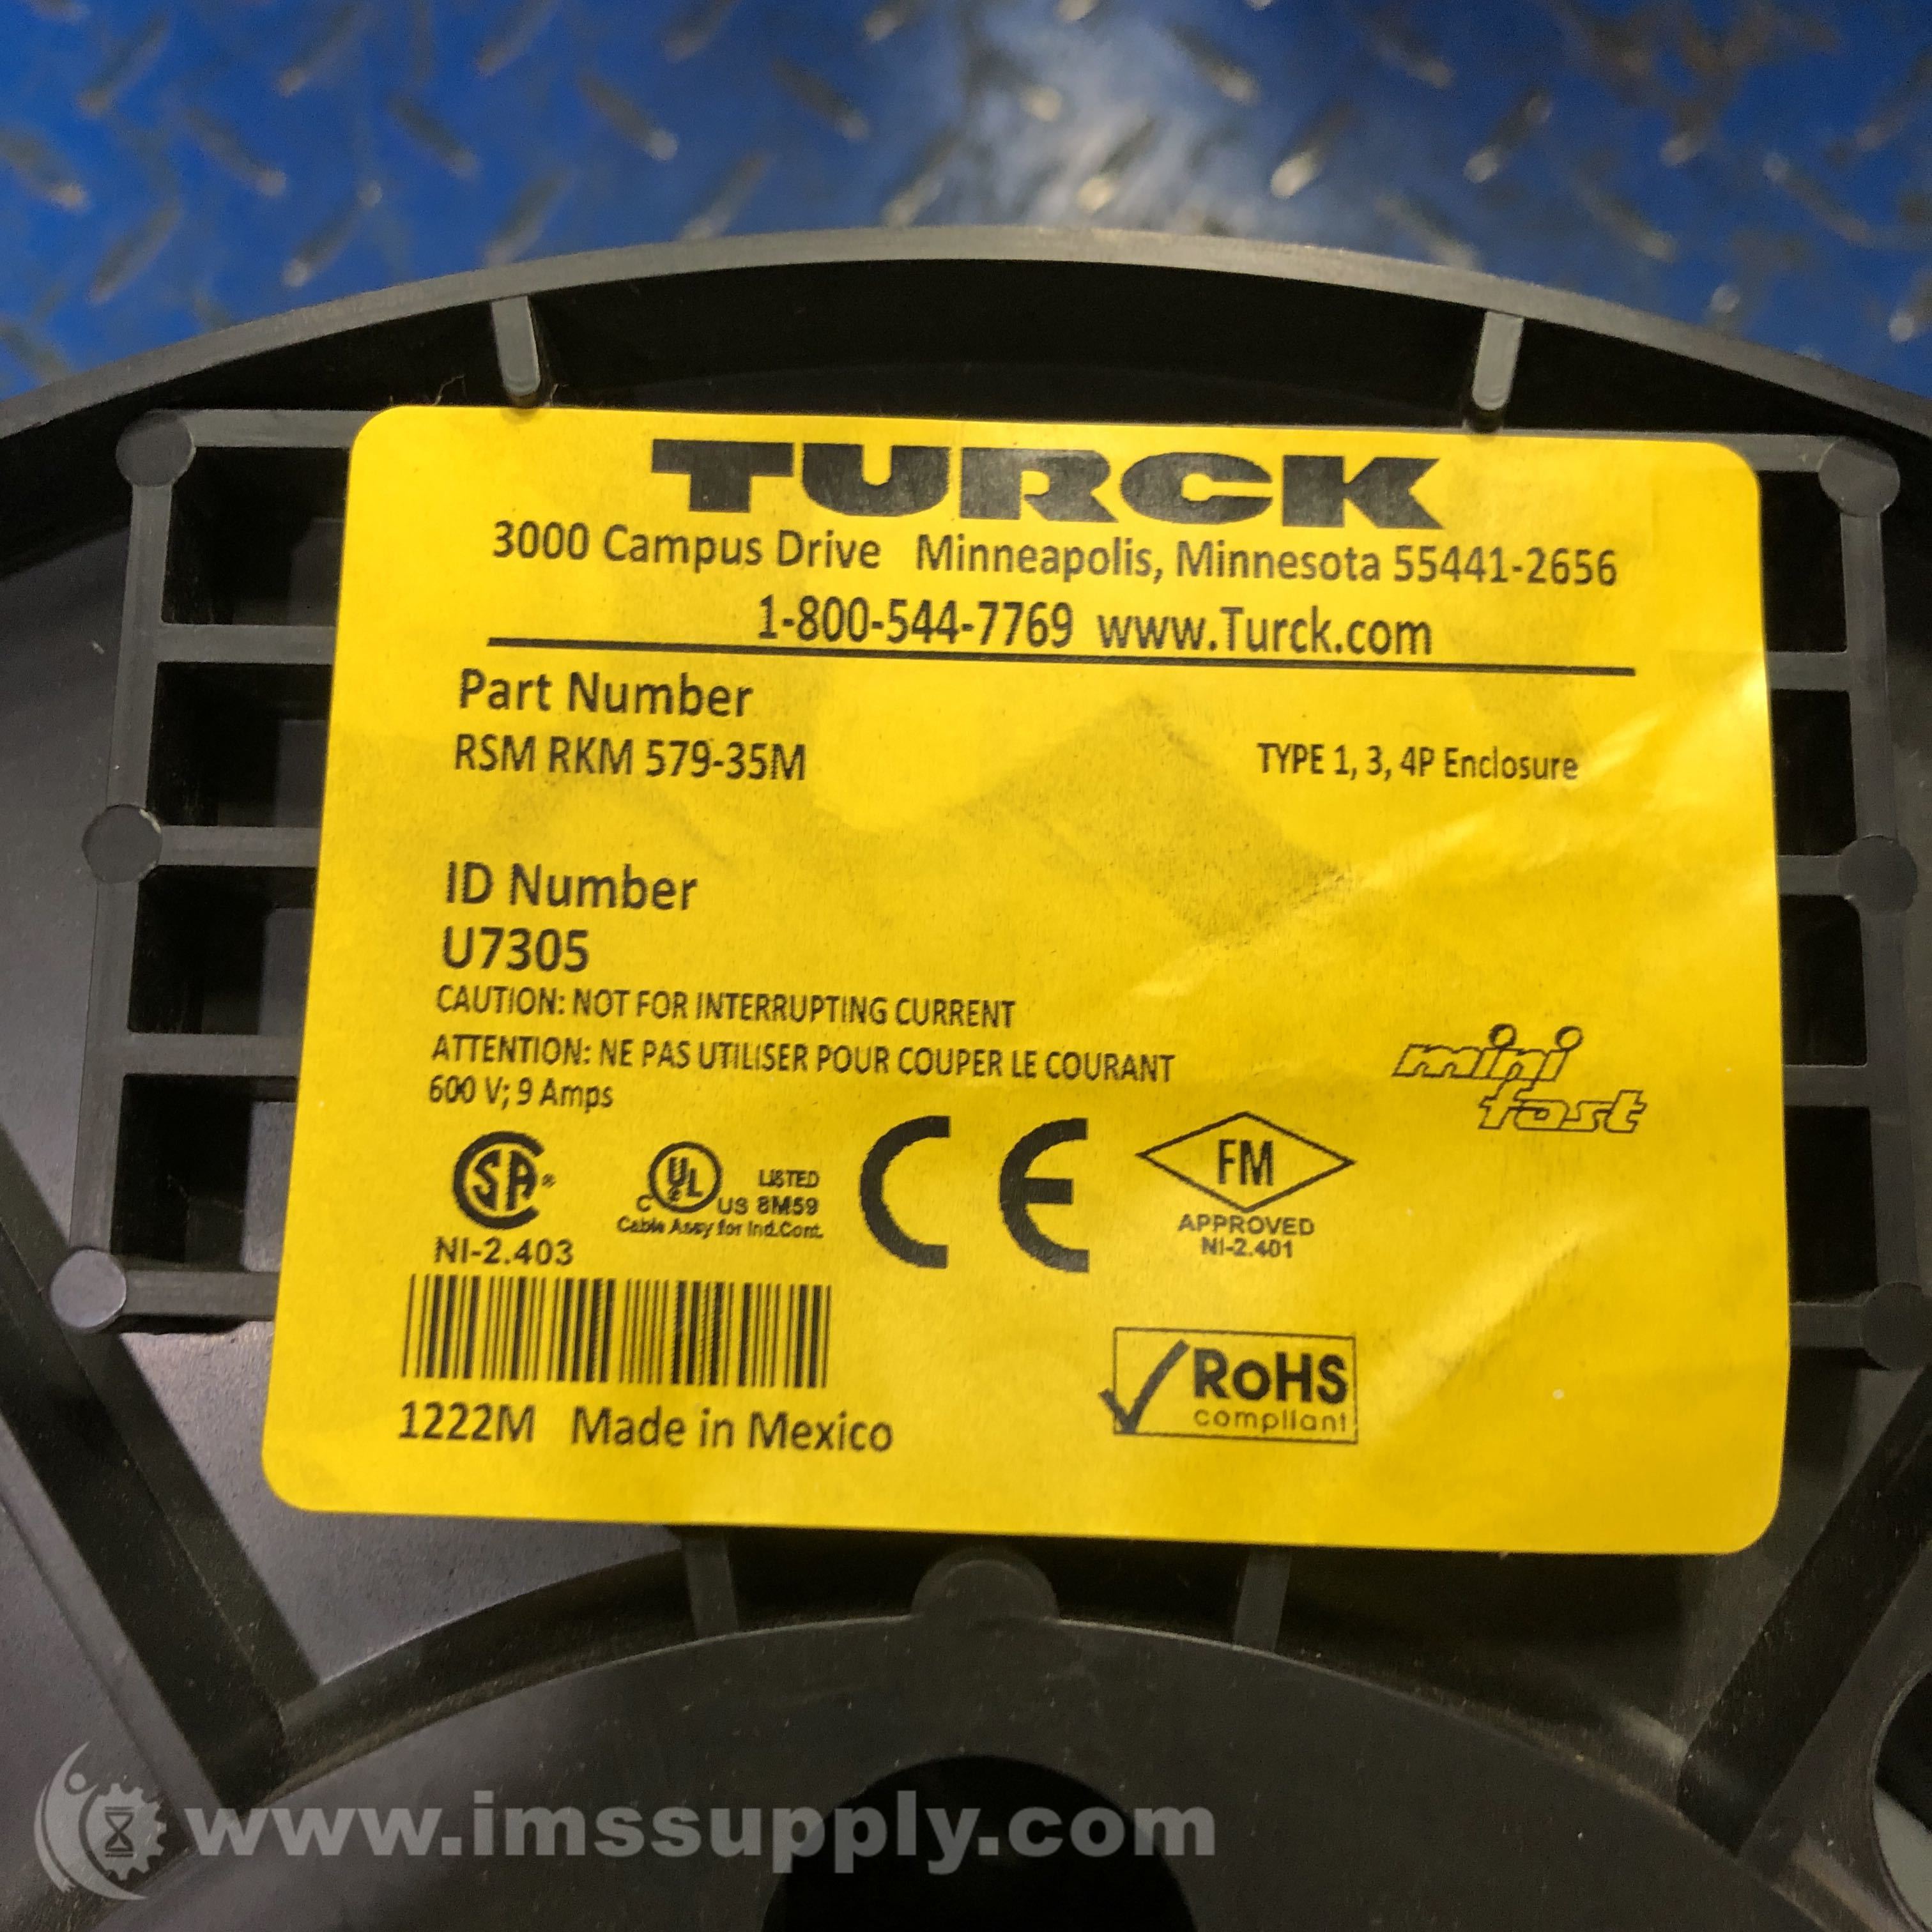 TURCK
3000 Campus Drive Minneapolis, Minnesota 55441-2656
1-800-544-7769 www.Turck.com
Part Number
RSM RKM 579-35M
TYPE 1, 3, 4P Enclosure
ID Number
U7305
CAUTION: NOT FOR INTERRUPTING CURRENT
ATTENTION: NE PAS UTILISER POUR COUPER LE COURANT
600 V; 9 Amps
mini
fast
SA®
NI-2.403
UL
LISTED
C US 8M59
Cable Assy for Ind.Cont.
CE
FM
APPROVED
NI-2.401
RoHS
compliant
1222M Made in Mexico
www.imssupply.com